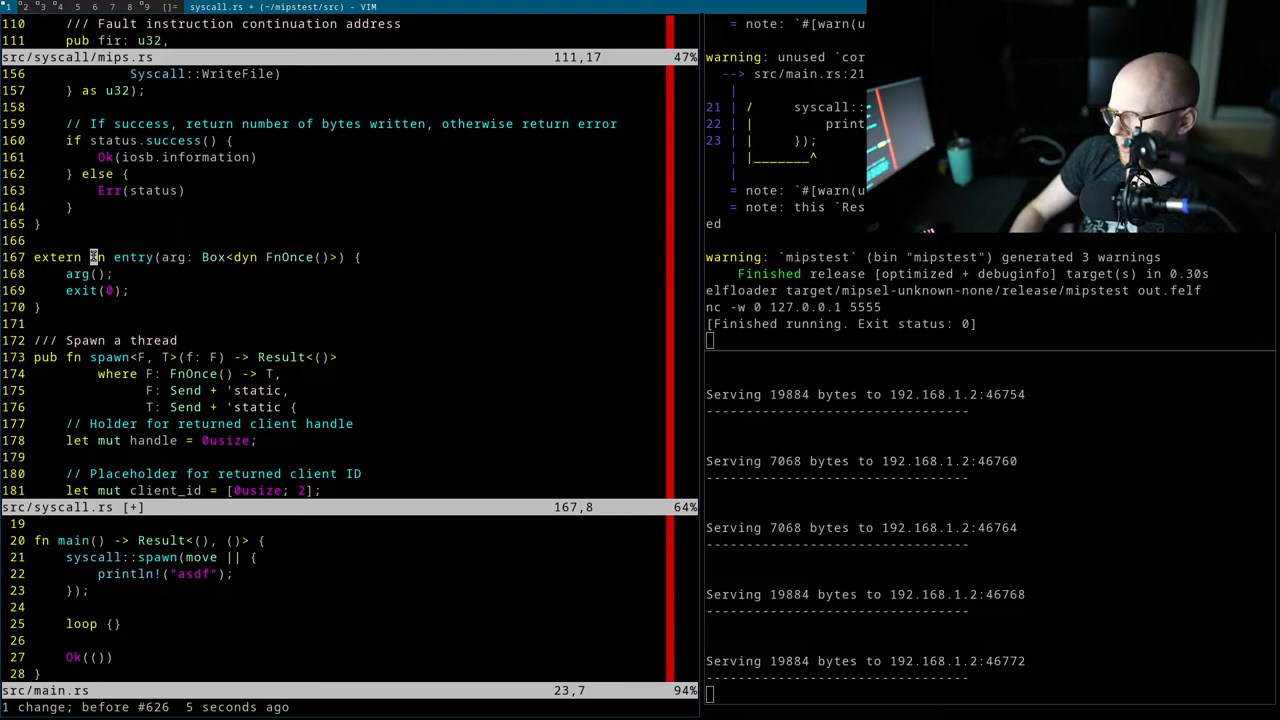 1 2 3 4 5 6 7 8 9 []= syscall.rs + (~/mipstest/src) - VIM
110         /// Fault instruction continuation address
111         pub fir: u32,
src/syscall/mips.rs 111,17 47%
156             Syscall::WriteFile)
157     } as u32);
158
159     // If success, return number of bytes written, otherwise return error
160     if status.success() {
161         Ok(iosb.information)
162     } else {
163         Err(status)
164     }
165 }
166
167 extern fn entry(arg: Box<dyn FnOnce()>) {
168     arg();
169     exit(0);
170 }
171
172 /// Spawn a thread
173 pub fn spawn<F, T>(f: F) -> Result<()>
174         where F: FnOnce() -> T,
175               F: Send + 'static,
176               T: Send + 'static {
177     // Holder for returned client handle
178     let mut handle = 0usize;
179
180     // Placeholder for returned client ID
181     let mut client_id = [0usize; 2];
src/syscall.rs [+] 167,8 64%
19
20 fn main() -> Result<(), ()> {
21     syscall::spawn(move || {
22         println!("asdf");
23     });
24
25     loop {}
26
27     Ok(())
28 }
src/main.rs 23,7 94%
1 change; before #626  5 seconds ago
= note: `#[warn(u
warning: unused `cor
--> src/main.rs:21
|
21 | /     syscall::
22 | |         print
23 | |     });
| |_______^
|
= note: `#[warn(u
= note: this `Res
ed
warning: `mipstest` (bin "mipstest") generated 3 warnings
Finished release [optimized + debuginfo] target(s) in 0.30s
elfloader target/mipsel-unknown-none/release/mipstest out.felf
nc -w 0 127.0.0.1 5555
[Finished running. Exit status: 0]
Serving 19884 bytes to 192.168.1.2:46754
---------------------------------
Serving 7068 bytes to 192.168.1.2:46760
---------------------------------
Serving 7068 bytes to 192.168.1.2:46764
---------------------------------
Serving 19884 bytes to 192.168.1.2:46768
---------------------------------
Serving 19884 bytes to 192.168.1.2:46772
---------------------------------